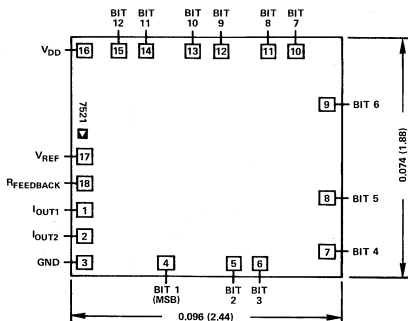 BIT 12
BIT 11
BIT 10
BIT 9
BIT 8
BIT 7
VDD
16
15
14
13
12
11
10
9
BIT 6
7521
VREF
17
RFEEDBACK
18
IOUT1
1
8
BIT 5
IOUT2
2
7
BIT 4
GND
3
4
5
6
BIT 1
(MSB)
BIT 2
BIT 3
0.096 (2.44)
0.074 (1.88)